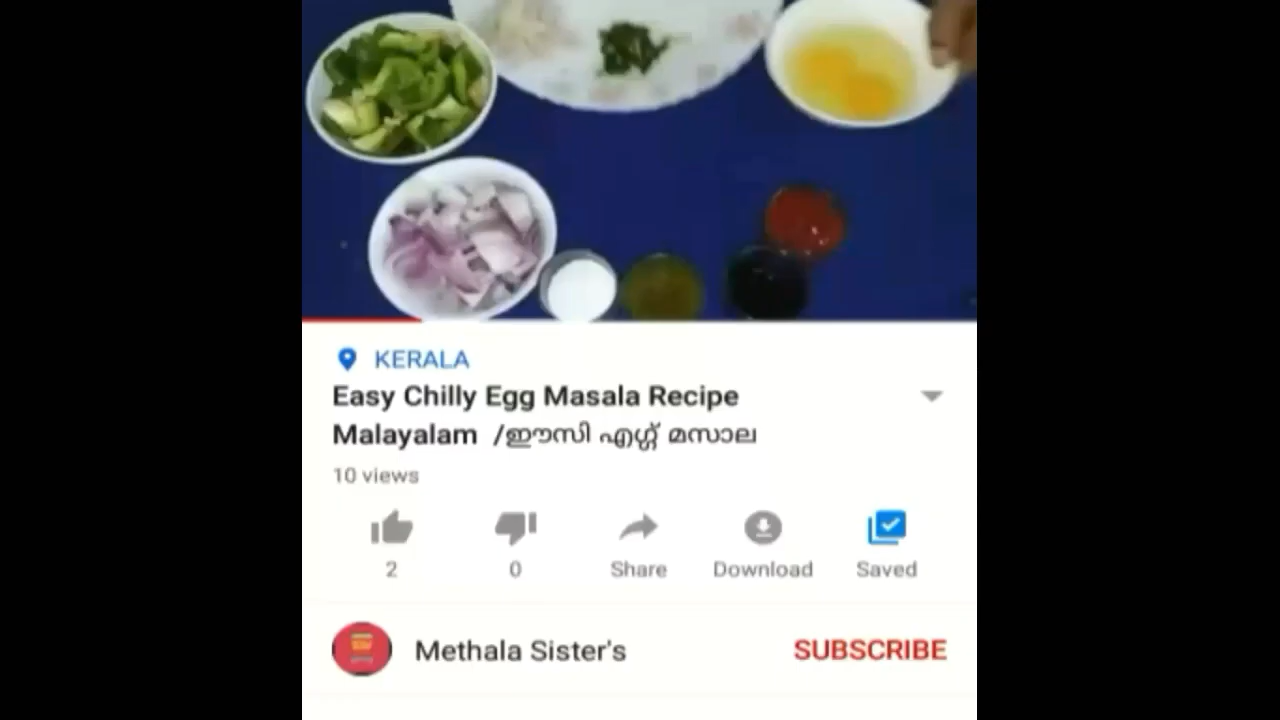 KERALA
Easy Chilly Egg Masala Recipe
Malayalam /ഈസി എഗ്ഗ് മസാല
10 views
2
0
Share
Download
Saved
Methala Sister's
SUBSCRIBE